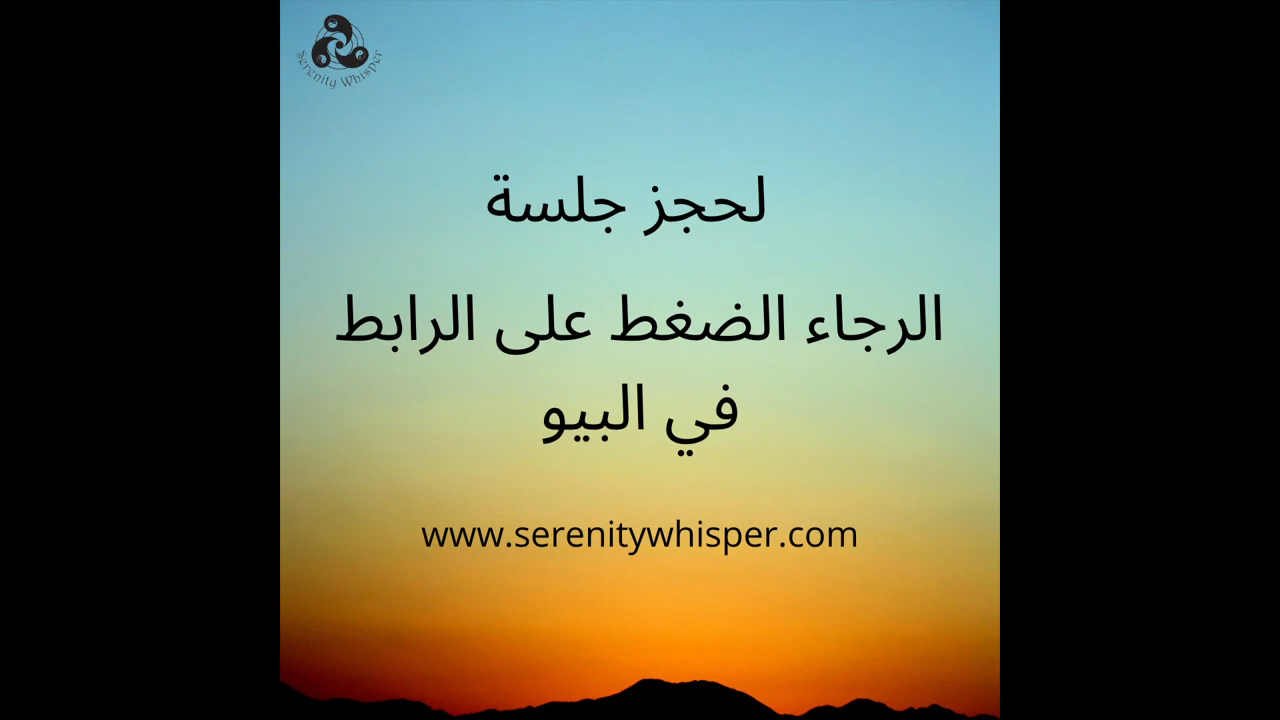 Serenity Whisper
لحجز جلسة
الرجاء الضغط على الرابط
في البيو
www.serenitywhisper.com